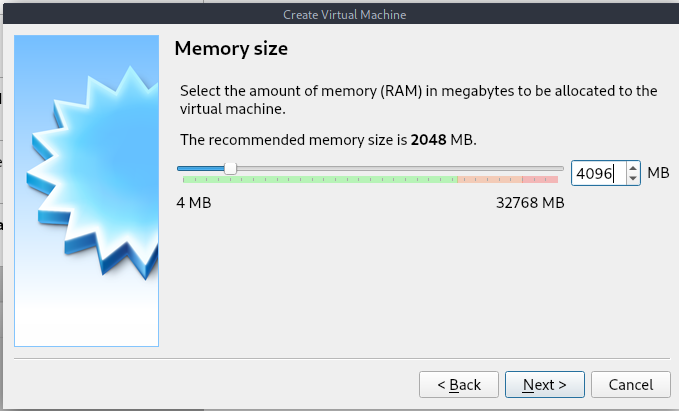 Create Virtual Machine
Memory size
Select the amount of memory (RAM) in megabytes to be allocated to the
virtual machine.
The recommended memory size is 2048 MB.
4096 MB
4 MB 32768 MB
< Back Next > Cancel